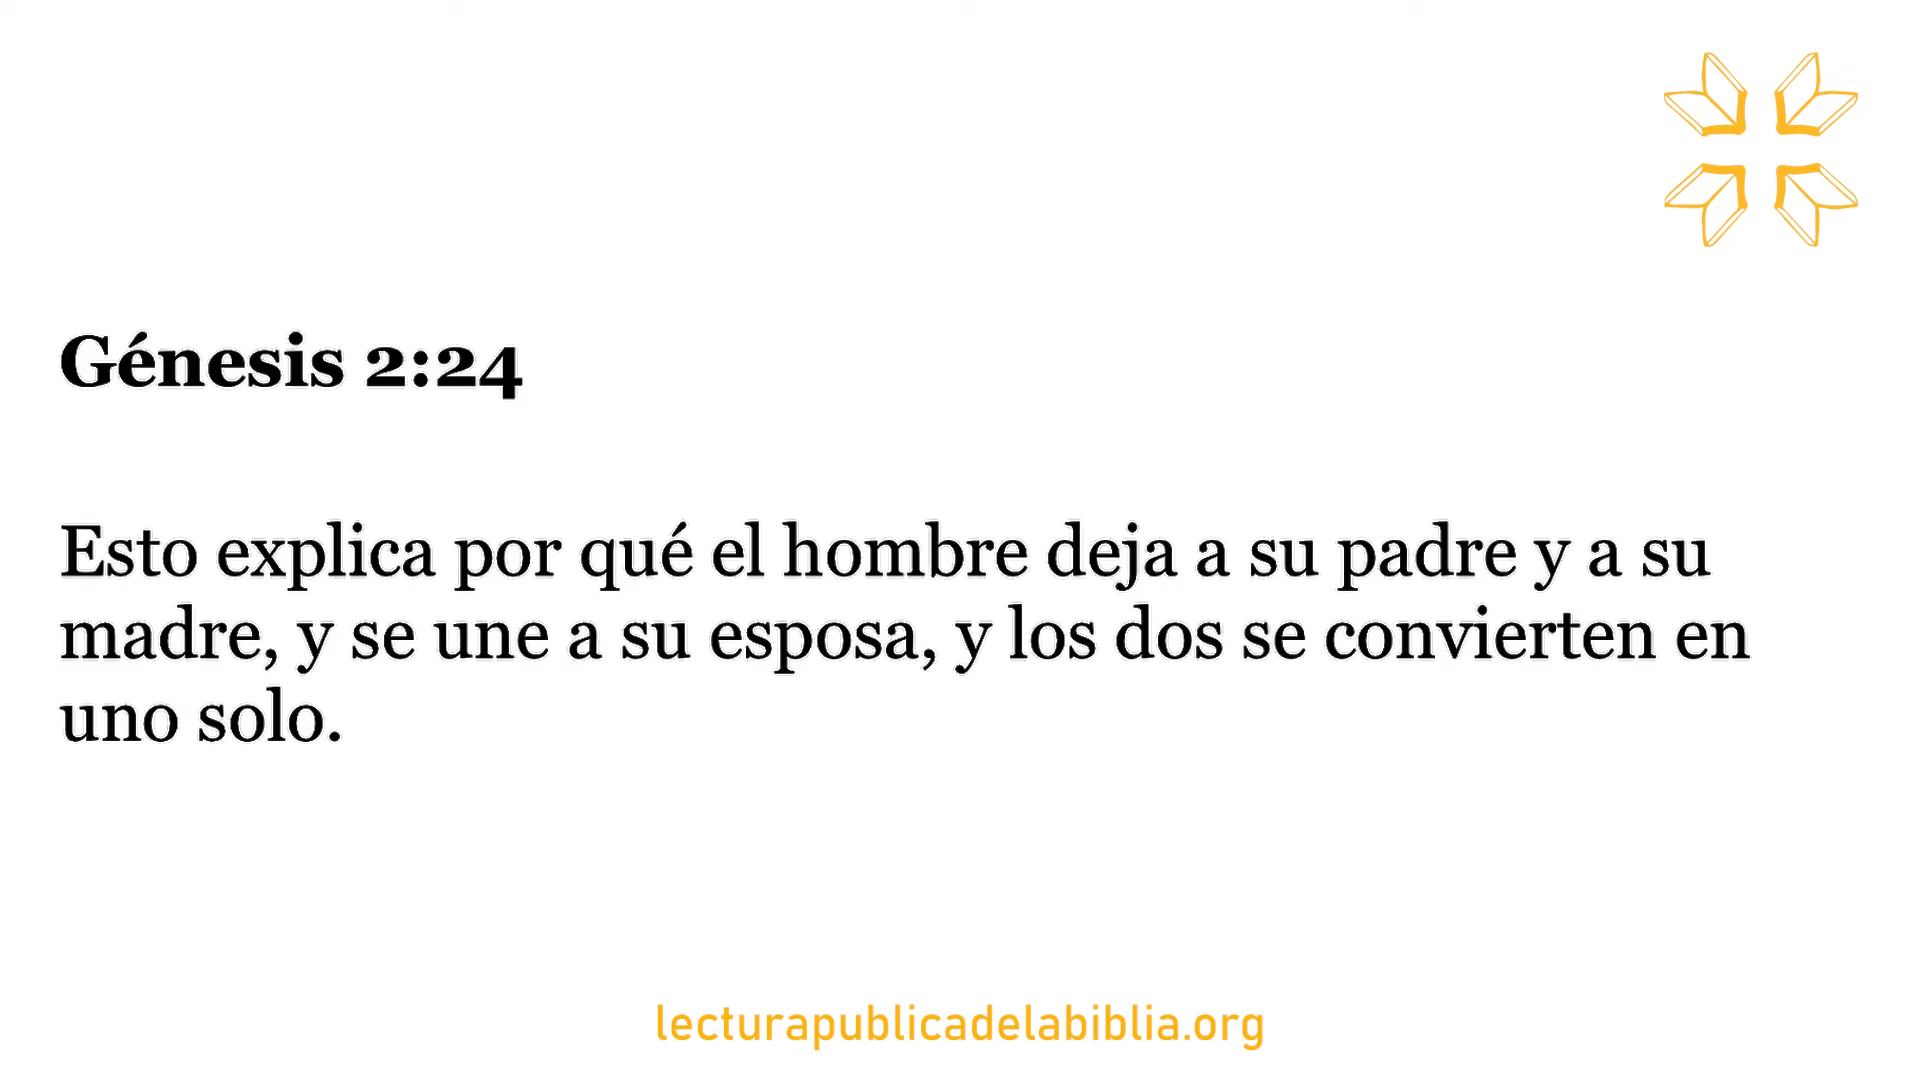 Génesis 2:24
Esto explica por qué el hombre deja a su padre y a su
madre, y se une a su esposa, y los dos se convierten en
uno solo.
lecturapublicadelabiblia.org